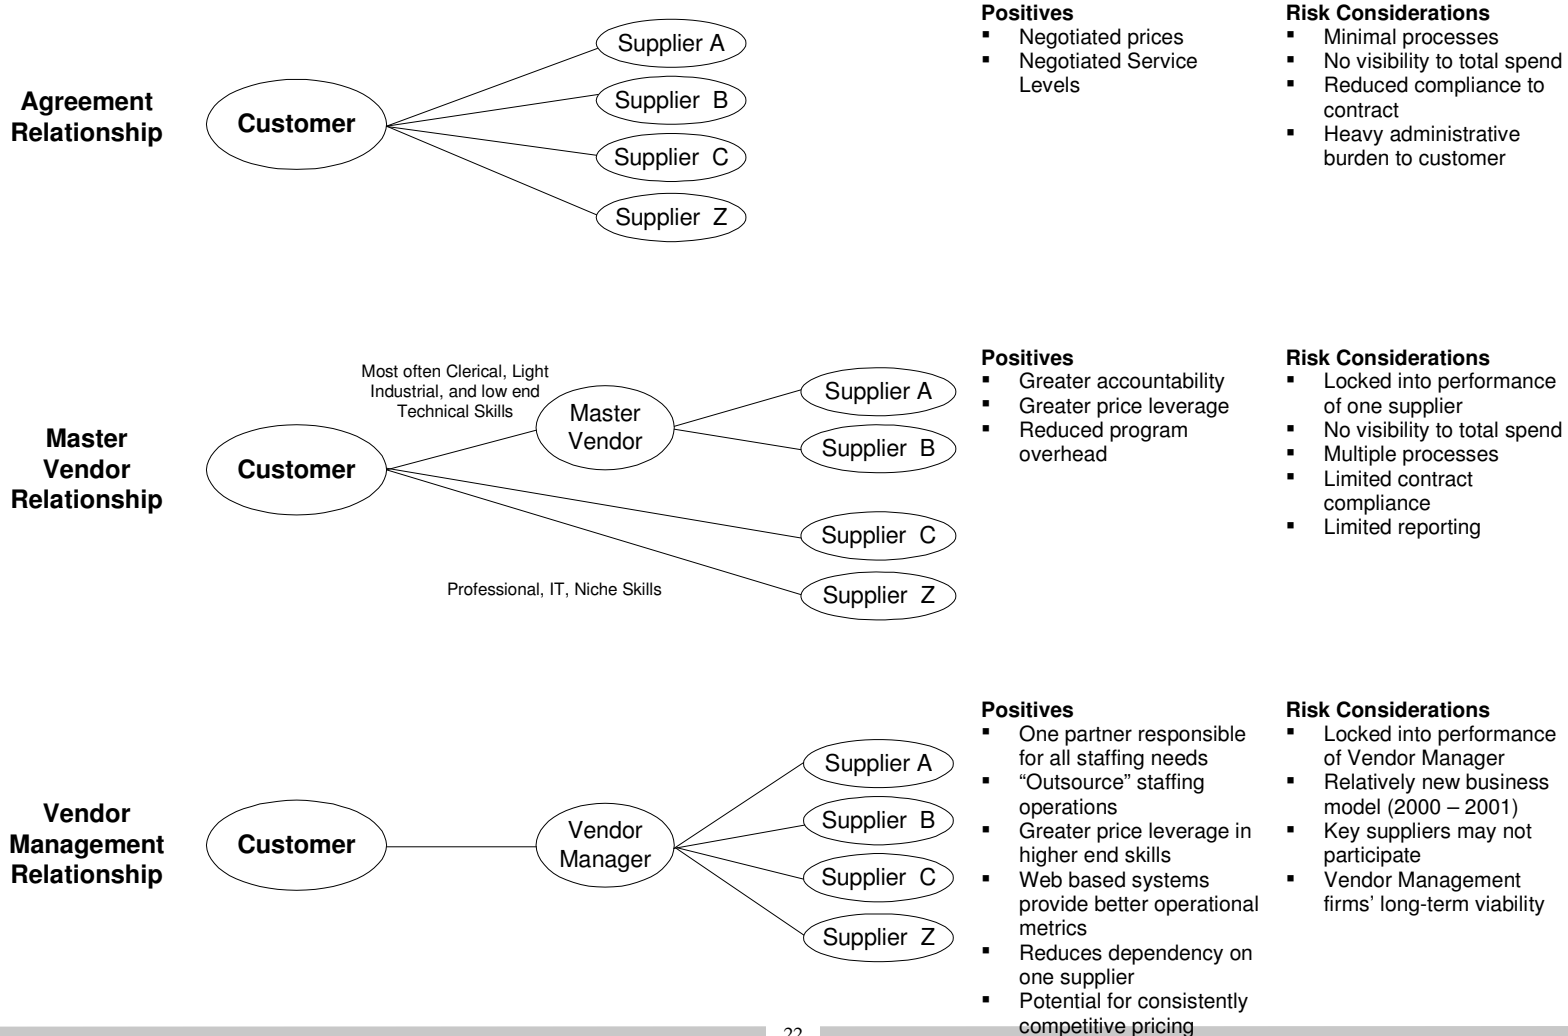 Agreement
Relationship
Customer
Supplier A
Supplier B
Supplier C
Supplier Z
Positives
▪ Negotiated prices
▪ Negotiated Service
Levels
Risk Considerations
▪ Minimal processes
▪ No visibility to total spend
▪ Reduced compliance to
contract
▪ Heavy administrative
burden to customer
Master
Vendor
Relationship
Customer
Most often Clerical, Light
Industrial, and low end
Technical Skills
Master
Vendor
Supplier A
Supplier B
Supplier C
Supplier Z
Professional, IT, Niche Skills
Positives
▪ Greater accountability
▪ Greater price leverage
▪ Reduced program
overhead
Risk Considerations
▪ Locked into performance
of one supplier
▪ No visibility to total spend
▪ Multiple processes
▪ Limited contract
compliance
▪ Limited reporting
Vendor
Management
Relationship
Customer
Vendor
Manager
Supplier A
Supplier B
Supplier C
Supplier Z
Positives
▪ One partner responsible
for all staffing needs
▪ “Outsource” staffing
operations
▪ Greater price leverage in
higher end skills
▪ Web based systems
provide better operational
metrics
▪ Reduces dependency on
one supplier
▪ Potential for consistently
competitive pricing
Risk Considerations
▪ Locked into performance
of Vendor Manager
▪ Relatively new business
model (2000 – 2001)
▪ Key suppliers may not
participate
▪ Vendor Management
firms’ long-term viability
22